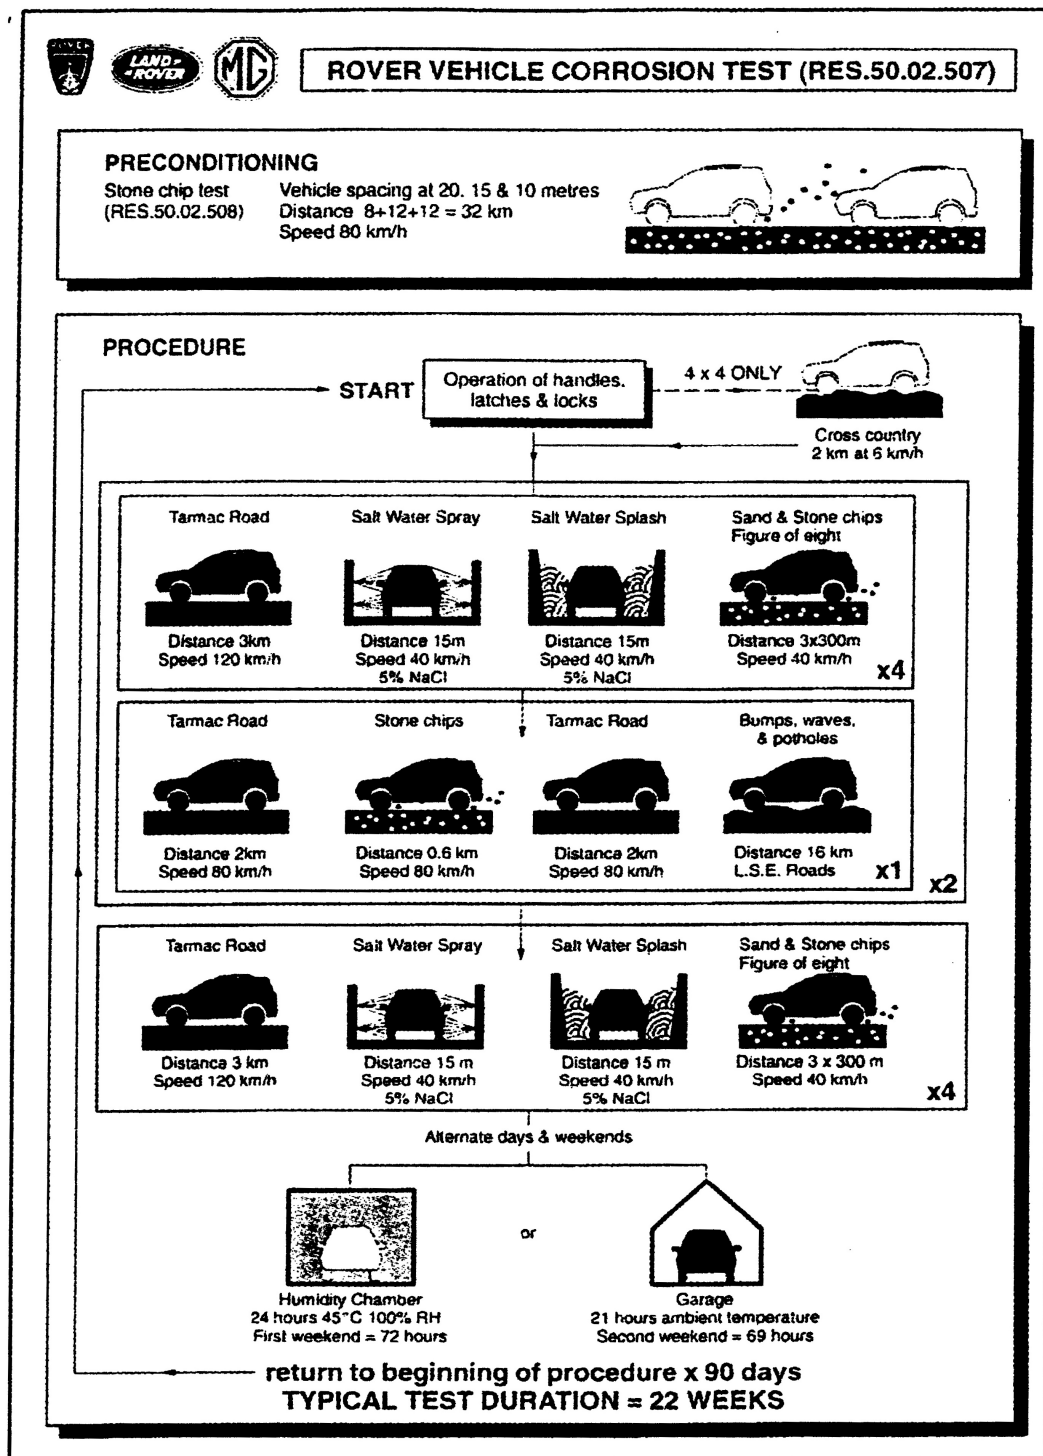 ROVER
LAND-
-ROVER
MG
ROVER VEHICLE CORROSION TEST (RES.50.02.507)
PRECONDITIONING
Stone chip test
(RES.50.02.508)
Vehicle spacing at 20. 15 & 10 metres
Distance 8+12+12 = 32 km
Speed 80 km/h
PROCEDURE
START
Operation of handles,
latches & locks
4 x 4 ONLY
Cross country
2 km at 6 km/h
Tarmac Road
Distance 3km
Speed 120 km/h
Salt Water Spray
Distance 15m
Speed 40 km/h
5% NaCl
Salt Water Splash
Distance 15m
Speed 40 km/h
5% NaCl
Sand & Stone chips
Figure of eight
Distance 3x300m
Speed 40 km/h
x4
Tarmac Road
Distance 2km
Speed 80 km/h
Stone chips
Distance 0.6 km
Speed 80 km/h
Tarmac Road
Distance 2km
Speed 80 km/h
Bumps, waves,
& potholes
Distance 16 km
L.S.E. Roads
x1
x2
Tarmac Road
Distance 3 km
Speed 120 km/h
Salt Water Spray
Distance 15 m
Speed 40 km/h
5% NaCl
Salt Water Splash
Distance 15 m
Speed 40 km/h
5% NaCl
Sand & Stone chips
Figure of eight
Distance 3 x 300 m
Speed 40 km/h
x4
Alternate days & weekends
Humidity Chamber
24 hours 45°C 100% RH
First weekend = 72 hours
or
Garage
21 hours ambient temperature
Second weekend = 69 hours
return to beginning of procedure x 90 days
TYPICAL TEST DURATION = 22 WEEKS